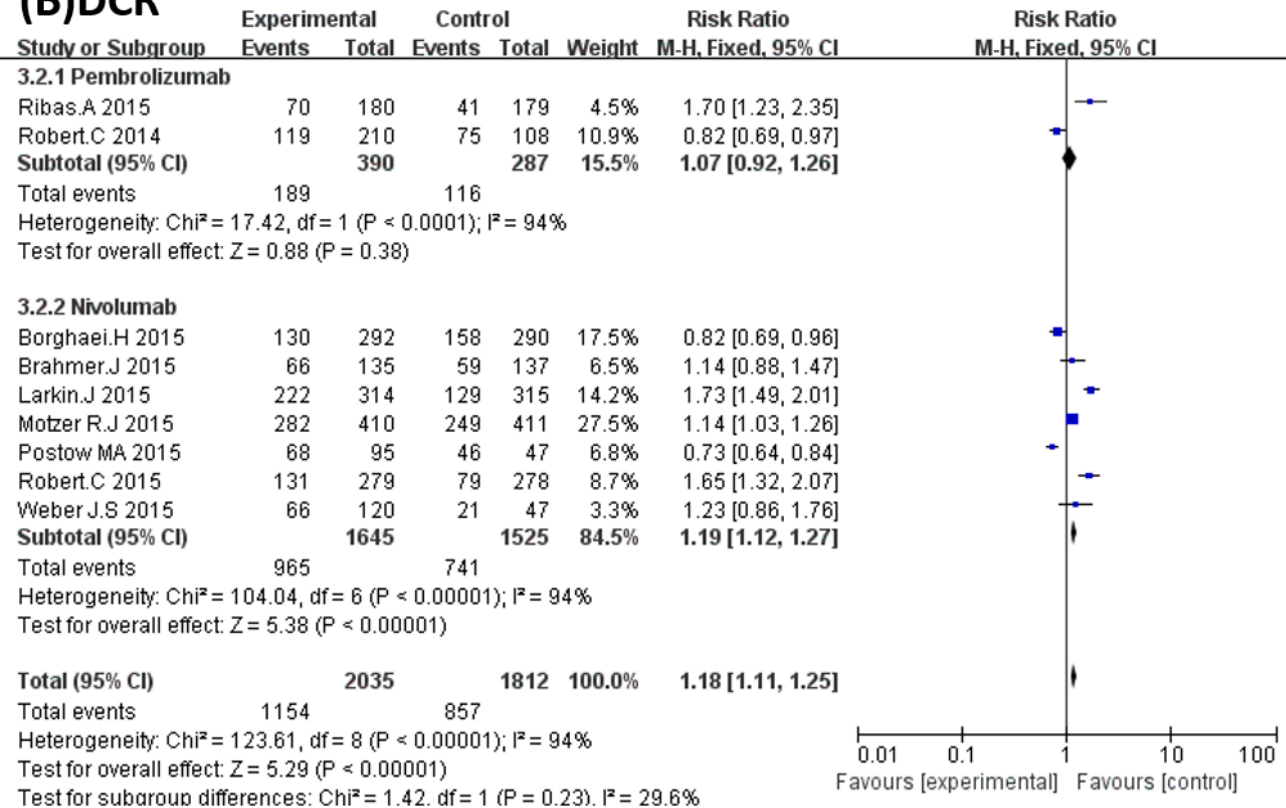 (B)DCR
Experimental Control Risk Ratio Risk Ratio
Study or Subgroup Events Total Events Total Weight M-H, Fixed, 95% CI M-H, Fixed, 95% CI
3.2.1 Pembrolizumab
Ribas.A 2015 70 180 41 179 4.5% 1.70 [1.23, 2.35]
Robert.C 2014 119 210 75 108 10.9% 0.82 [0.69, 0.97]
Subtotal (95% CI) 390 287 15.5% 1.07 [0.92, 1.26]
Total events 189 116
Heterogeneity: Chi² = 17.42, df = 1 (P < 0.0001); I² = 94%
Test for overall effect: Z = 0.88 (P = 0.38)
3.2.2 Nivolumab
Borghaei.H 2015 130 292 158 290 17.5% 0.82 [0.69, 0.96]
Brahmer.J 2015 66 135 59 137 6.5% 1.14 [0.88, 1.47]
Larkin.J 2015 222 314 129 315 14.2% 1.73 [1.49, 2.01]
Motzer R.J 2015 282 410 249 411 27.5% 1.14 [1.03, 1.26]
Postow MA 2015 68 95 46 47 6.8% 0.73 [0.64, 0.84]
Robert.C 2015 131 279 79 278 8.7% 1.65 [1.32, 2.07]
Weber J.S 2015 66 120 21 47 3.3% 1.23 [0.86, 1.76]
Subtotal (95% CI) 1645 1525 84.5% 1.19 [1.12, 1.27]
Total events 965 741
Heterogeneity: Chi² = 104.04, df = 6 (P < 0.00001); I² = 94%
Test for overall effect: Z = 5.38 (P < 0.00001)
Total (95% CI) 2035 1812 100.0% 1.18 [1.11, 1.25]
Total events 1154 857
Heterogeneity: Chi² = 123.61, df = 8 (P < 0.00001); I² = 94%
Test for overall effect: Z = 5.29 (P < 0.00001)
Test for subgroup differences: Chi² = 1.42, df = 1 (P = 0.23), I² = 29.6%
0.01 0.1 1 10 100
Favours [experimental] Favours [control]